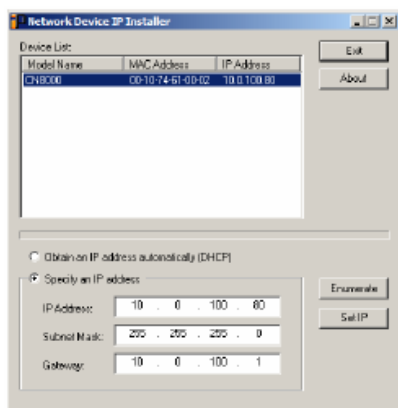 Network Device IP Installer
Device List:
Exit
Model Name MAC Address IP Address
CN8000 00-10-74-61-00-02 10.0.100.80
About
Obtain an IP address automatically (DHCP)
Specify an IP address
Enumerate
IP Address: 10 . 0 . 100 . 80
Set IP
Subnet Mask: 255 . 255 . 255 . 0
Gateway: 10 . 0 . 100 . 1